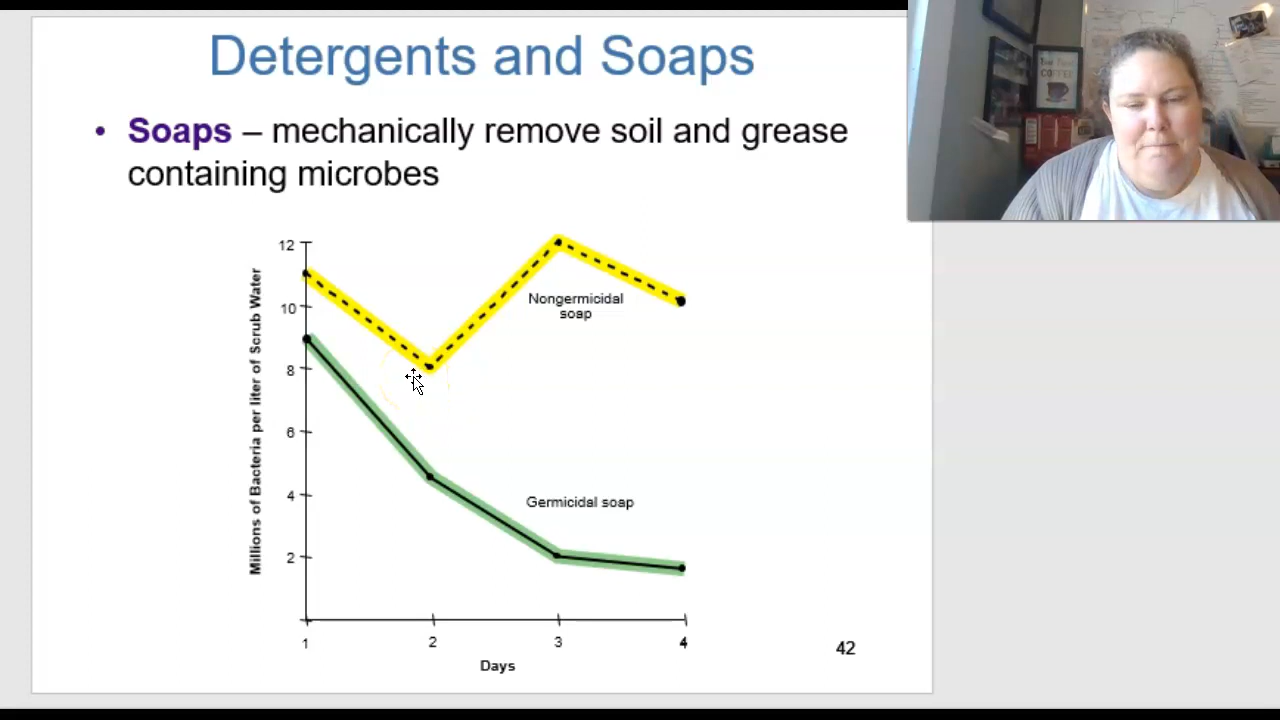 Detergents and Soaps
• Soaps – mechanically remove soil and grease
containing microbes
Millions of Bacteria per liter of Scrub Water
12
10
8
6
4
2
Nongermicidal
soap
Germicidal soap
1 2 3 4
Days
42
COFFEE